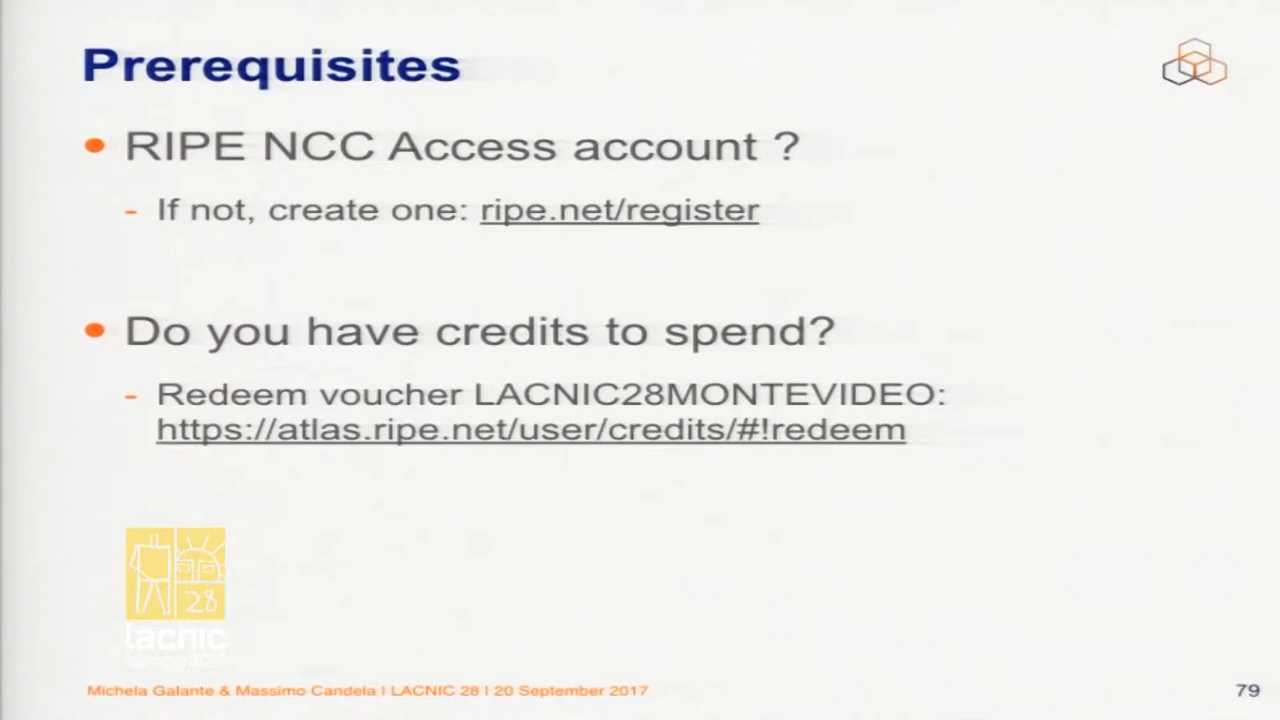 Prerequisites
• RIPE NCC Access account ?
- If not, create one: ripe.net/register
• Do you have credits to spend?
- Redeem voucher LACNIC28MONTEVIDEO:
https://atlas.ripe.net/user/credits/#!redeem
28
lacnic
Michela Galante & Massimo Candela I LACNIC 28 I 20 September 2017
79